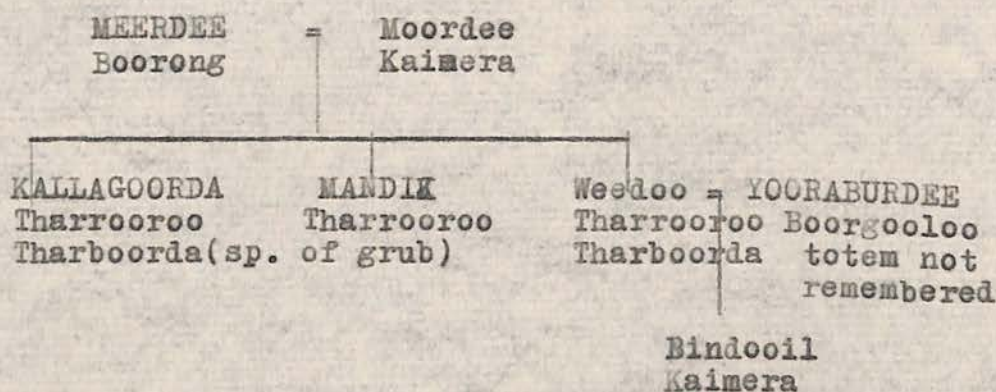 MEERDEE = Moordee
Boorong Kaimera
KALLAGOORDA MANDIK Weedoo = YOORABURDEE
Tharrooroo Tharrooroo Tharrooroo Boorgooloo
Tharboorda(sp. of grub) Tharboorda totem not
remembered
Bindooil
Kaimera